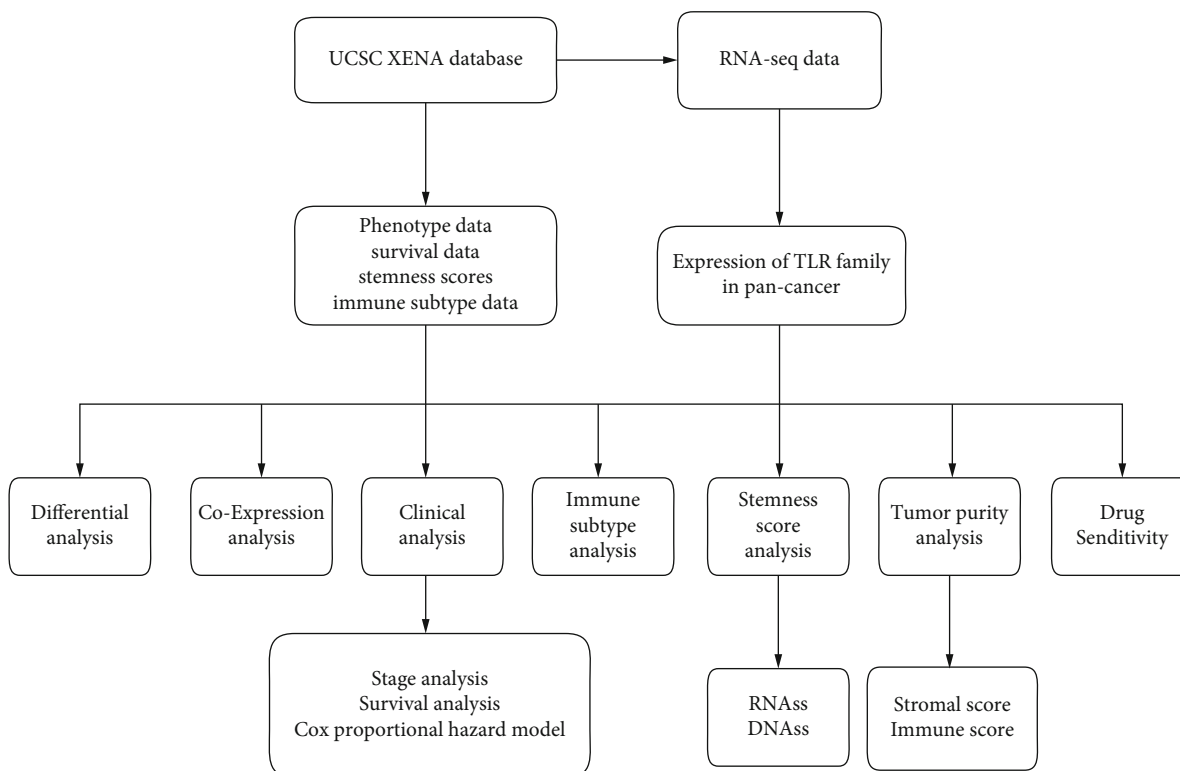 UCSC XENA database
RNA-seq data
Phenotype data
survival data
stemness scores
immune subtype data
Expression of TLR family
in pan-cancer
Differential
analysis
Co-Expression
analysis
Clinical
analysis
Immune
subtype
analysis
Stemness
score
analysis
Tumor purity
analysis
Drug
Senditivity
Stage analysis
Survival analysis
Cox proportional hazard model
RNAss
DNAss
Stromal score
Immune score